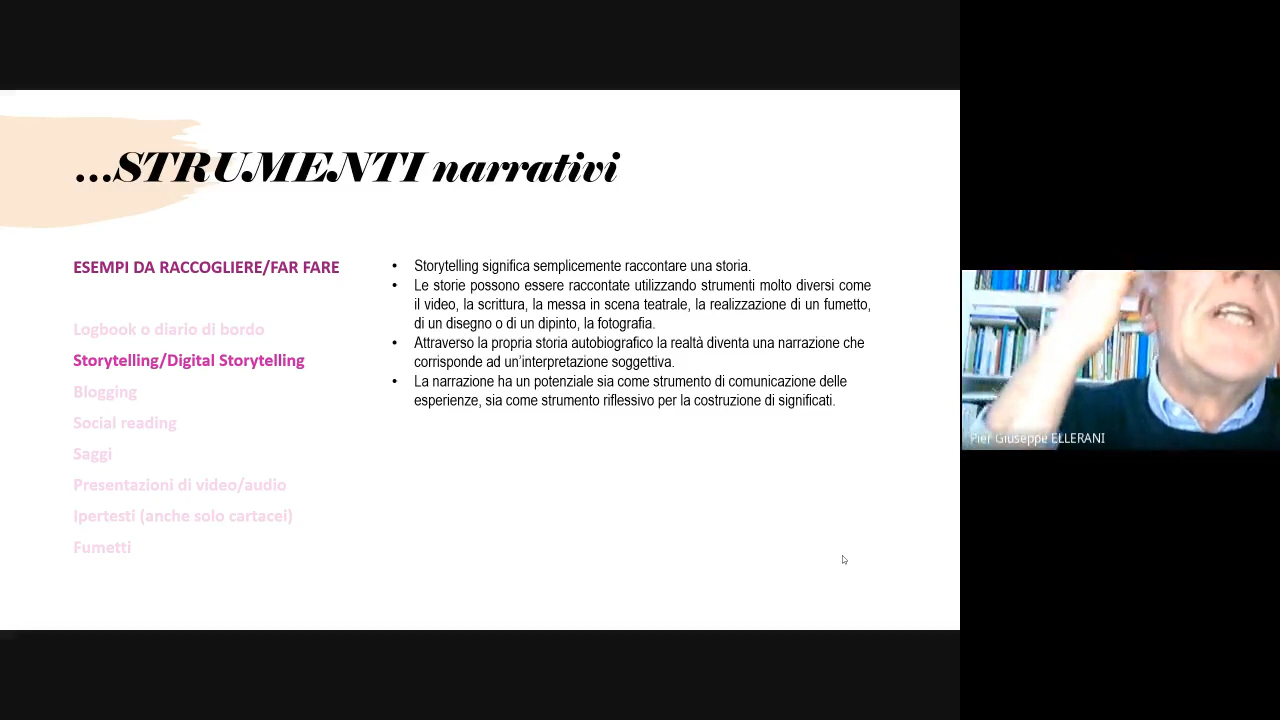 ...STRUMENTI narrativi
ESEMPI DA RACCOGLIERE/FAR FARE
Logbook o diario di bordo
Storytelling/Digital Storytelling
Blogging
Social reading
Saggi
Presentazioni di video/audio
Ipertesti (anche solo cartacei)
Fumetti
• Storytelling significa semplicemente raccontare una storia.
• Le storie possono essere raccontate utilizzando strumenti molto diversi come
il video, la scrittura, la messa in scena teatrale, la realizzazione di un fumetto,
di un disegno o di un dipinto, la fotografia.
• Attraverso la propria storia autobiografico la realtà diventa una narrazione che
corrisponde ad un’interpretazione soggettiva.
• La narrazione ha un potenziale sia come strumento di comunicazione delle
esperienze, sia come strumento riflessivo per la costruzione di significati.
Pier Giuseppe ELLERANI